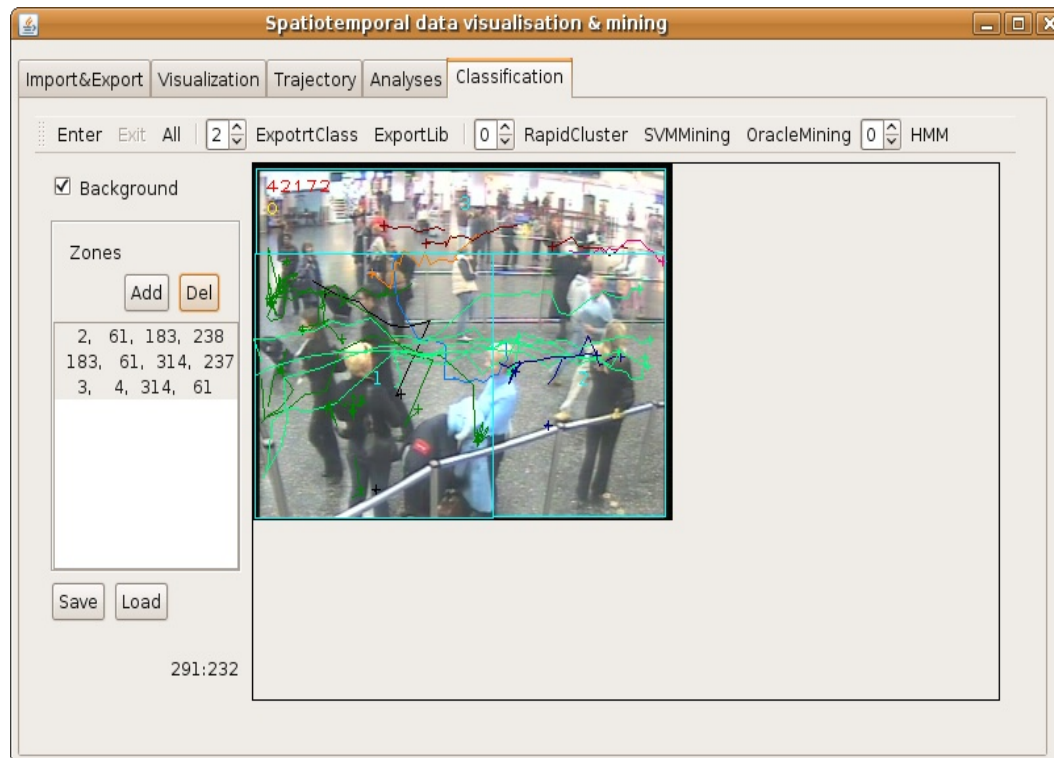 Spatiotemporal data visualisation & mining
Import&Export Visualization Trajectory Analyses Classification
Enter Exit All 2 ExpotrtClass ExportLib 0 RapidCluster SVMMining OracleMining 0 HMM
Background
42172
0
Zones
Add Del
2, 61, 183, 238
183, 61, 314, 237
3, 4, 314, 61
1
Save Load
291:232